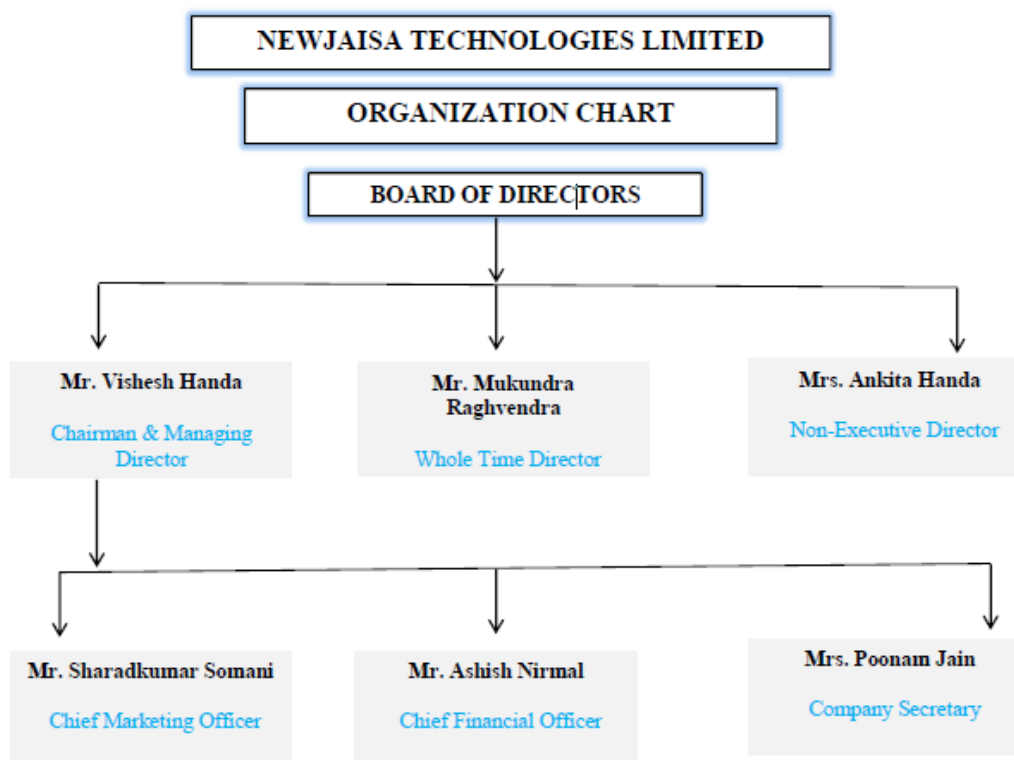 NEWJAISA TECHNOLOGIES LIMITED
ORGANIZATION CHART
BOARD OF DIRECTORS
Mr. Vishesh Handa
Chairman & Managing
Director
Mr. Mukundra
Raghvendra
Whole Time Director
Mrs. Ankita Handa
Non-Executive Director
Mr. Sharadkumar Somani
Chief Marketing Officer
Mr. Ashish Nirmal
Chief Financial Officer
Mrs. Poonam Jain
Company Secretary